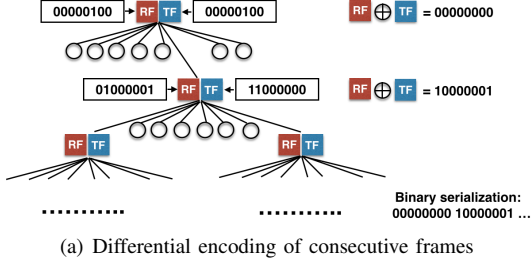 00000100 RF TF 00000100 RF ⊕ TF = 00000000
01000001 RF TF 11000000 RF ⊕ TF = 10000001
RF TF RF TF
Binary serialization:
00000000 10000001 ...
(a) Differential encoding of consecutive frames